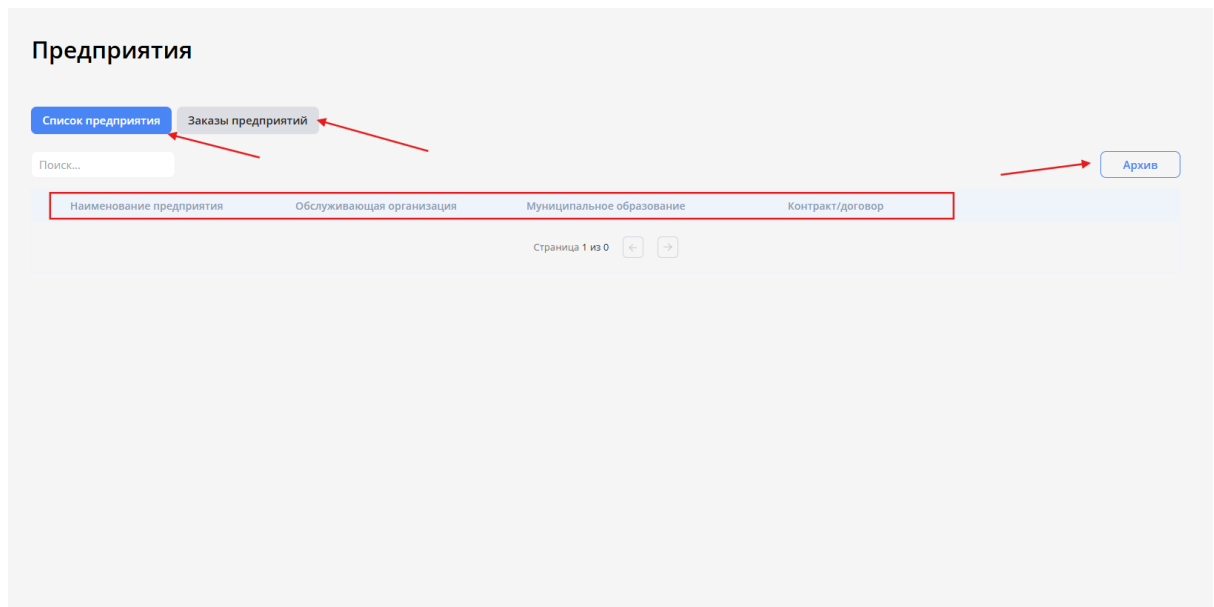 Предприятия
Список предприятия Заказы предприятий
Поиск... Архив
Наименование предприятия Обслуживающая организация Муниципальное образование Контракт/договор
Страница 1 из 0 ← →